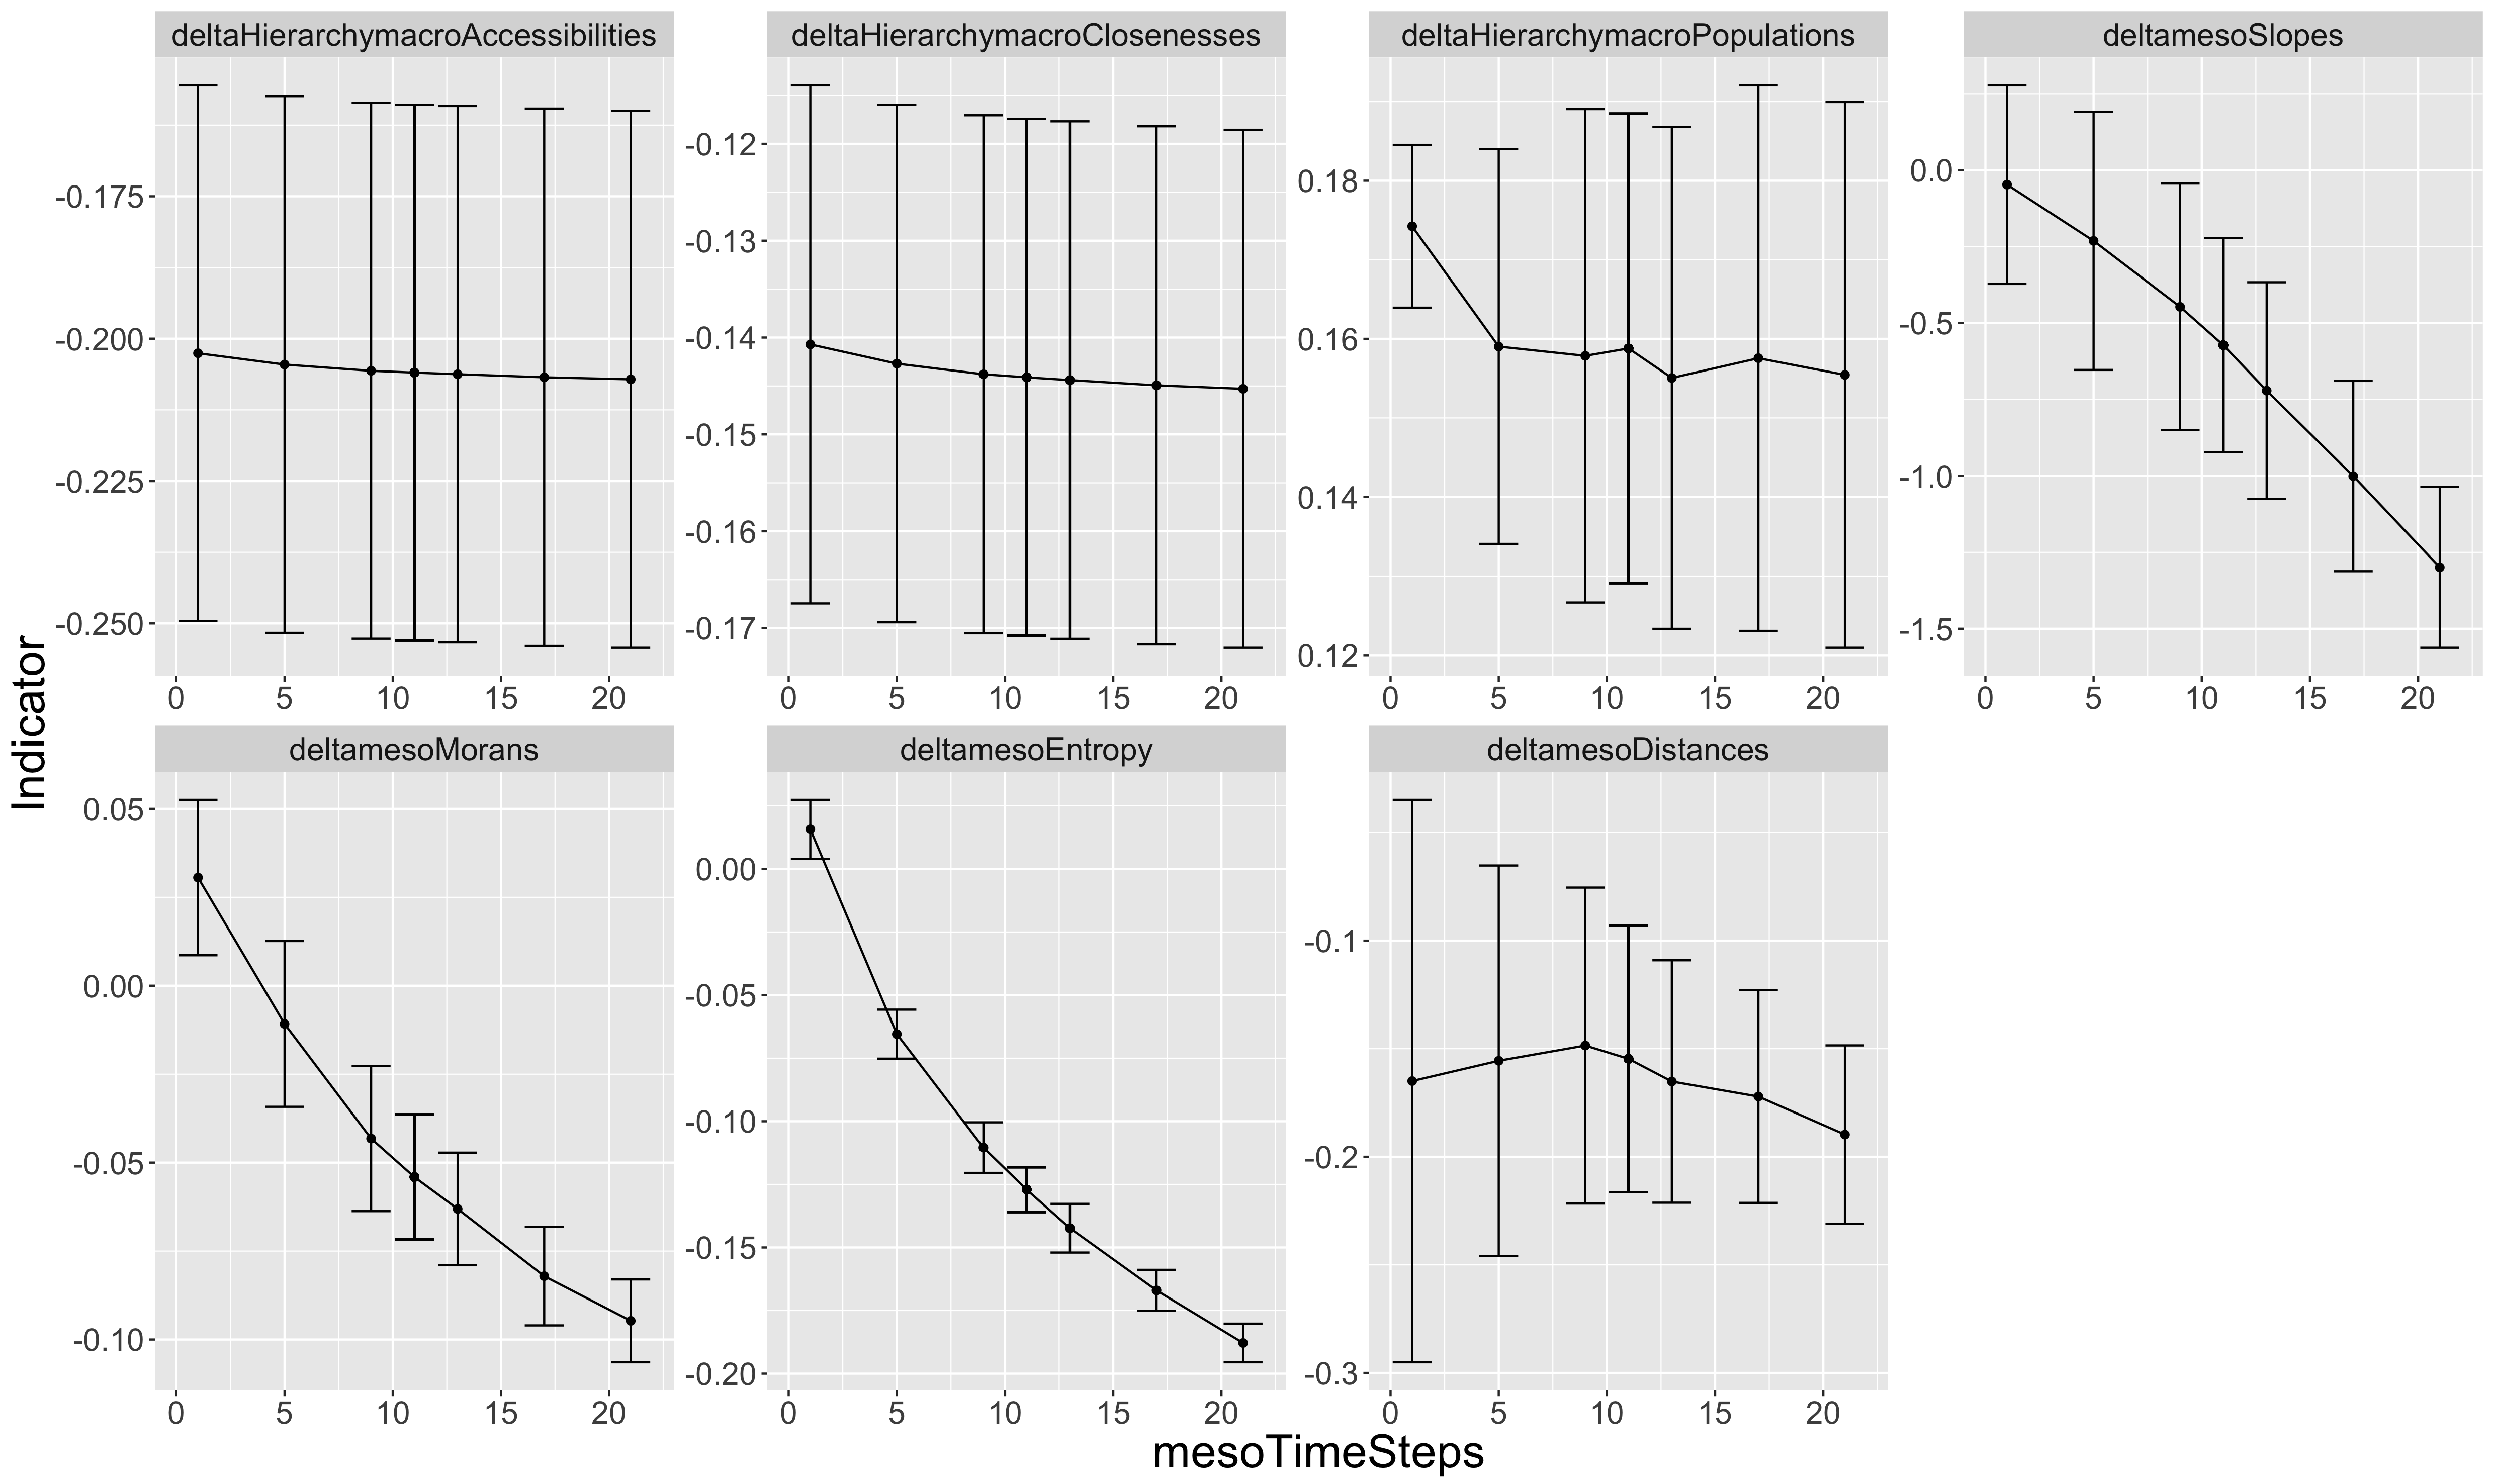 deltaHierarchymacroAccessibilities deltaHierarchymacroClosenesses deltaHierarchymacroPopulations deltamesoSlopes
-0.175
-0.200
-0.225
-0.250
0 5 10 15 20
-0.12
-0.13
-0.14
-0.15
-0.16
-0.17
0 5 10 15 20
0.18
0.16
0.14
0.12
0 5 10 15 20
0.0
-0.5
-1.0
-1.5
0 5 10 15 20
Indicator
deltamesoMorans deltamesoEntropy deltamesoDistances
0.05
0.00
-0.05
-0.10
0 5 10 15 20
0.00
-0.05
-0.10
-0.15
-0.20
0 5 10 15 20
-0.1
-0.2
-0.3
0 5 10 15 20
mesoTimeSteps